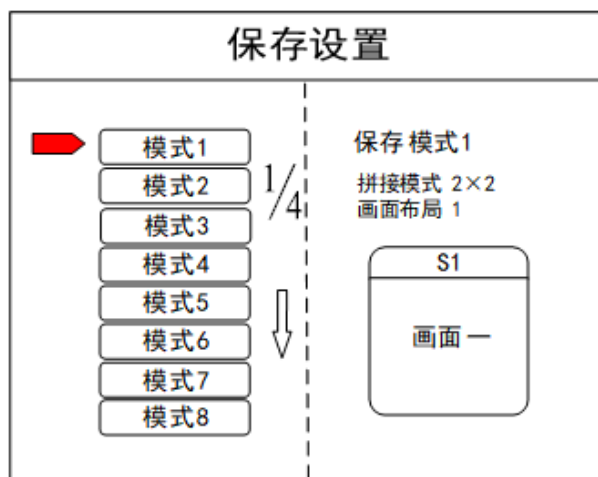 保存设置
模式1
模式2
模式3
模式4
模式5
模式6
模式7
模式8
1/4
保存 模式1
拼接模式 2×2
画面布局 1
S1
画面一